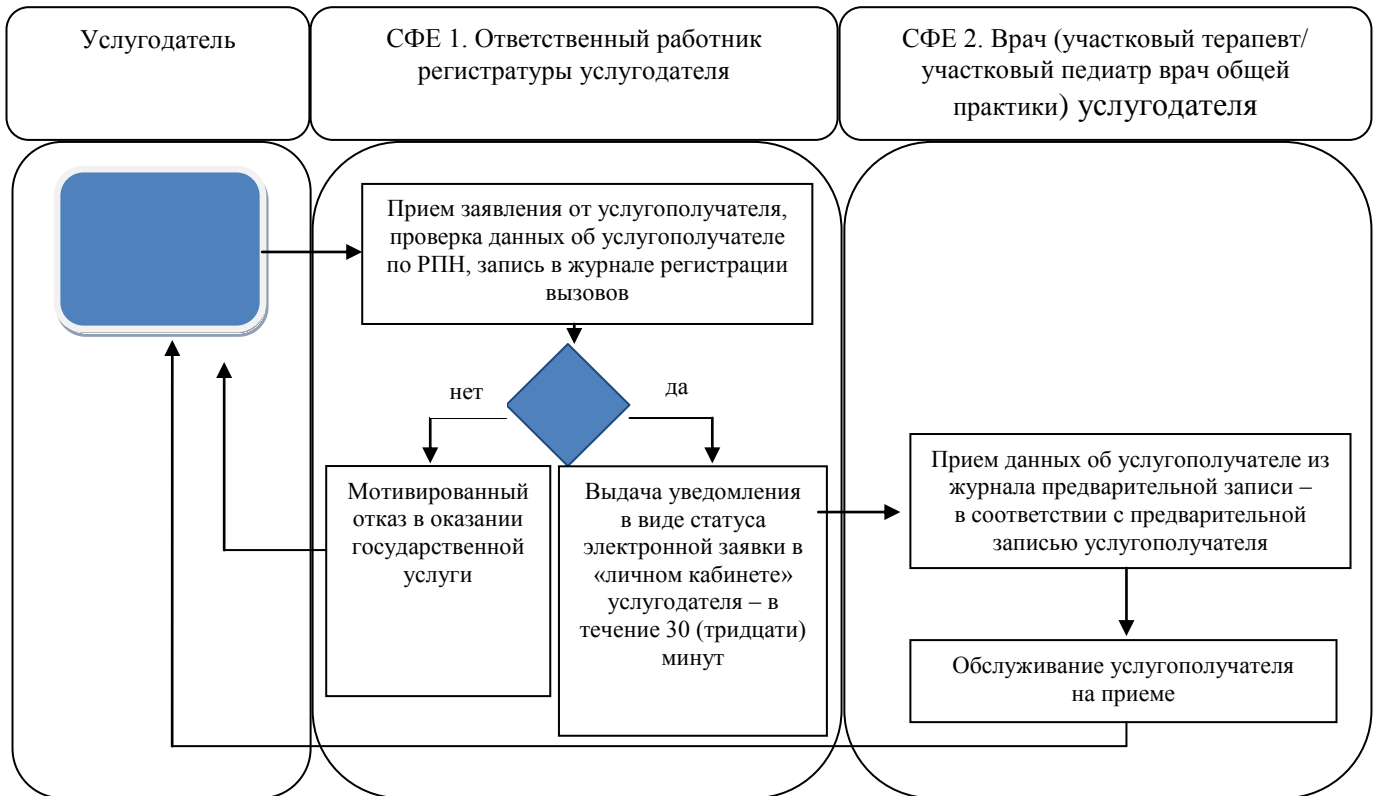 Услугодатель
СФЕ 1. Ответственный работник
регистратуры услугодателя
СФЕ 2. Врач (участковый терапевт/
участковый педиатр врач общей
практики) услугодателя
Прием заявления от услугополучателя,
проверка данных об услугополучателе
по РПН, запись в журнале регистрации
вызовов
нет
да
Мотивированный
отказ в оказании
государственной
услуги
Выдача уведомления
в виде статуса
электронной заявки в
«личном кабинете»
услугодателя – в
течение 30 (тридцати)
минут
Прием данных об услугополучателе из
журнала предварительной записи –
в соответствии с предварительной
записью услугополучателя
Обслуживание услугополучателя
на приеме